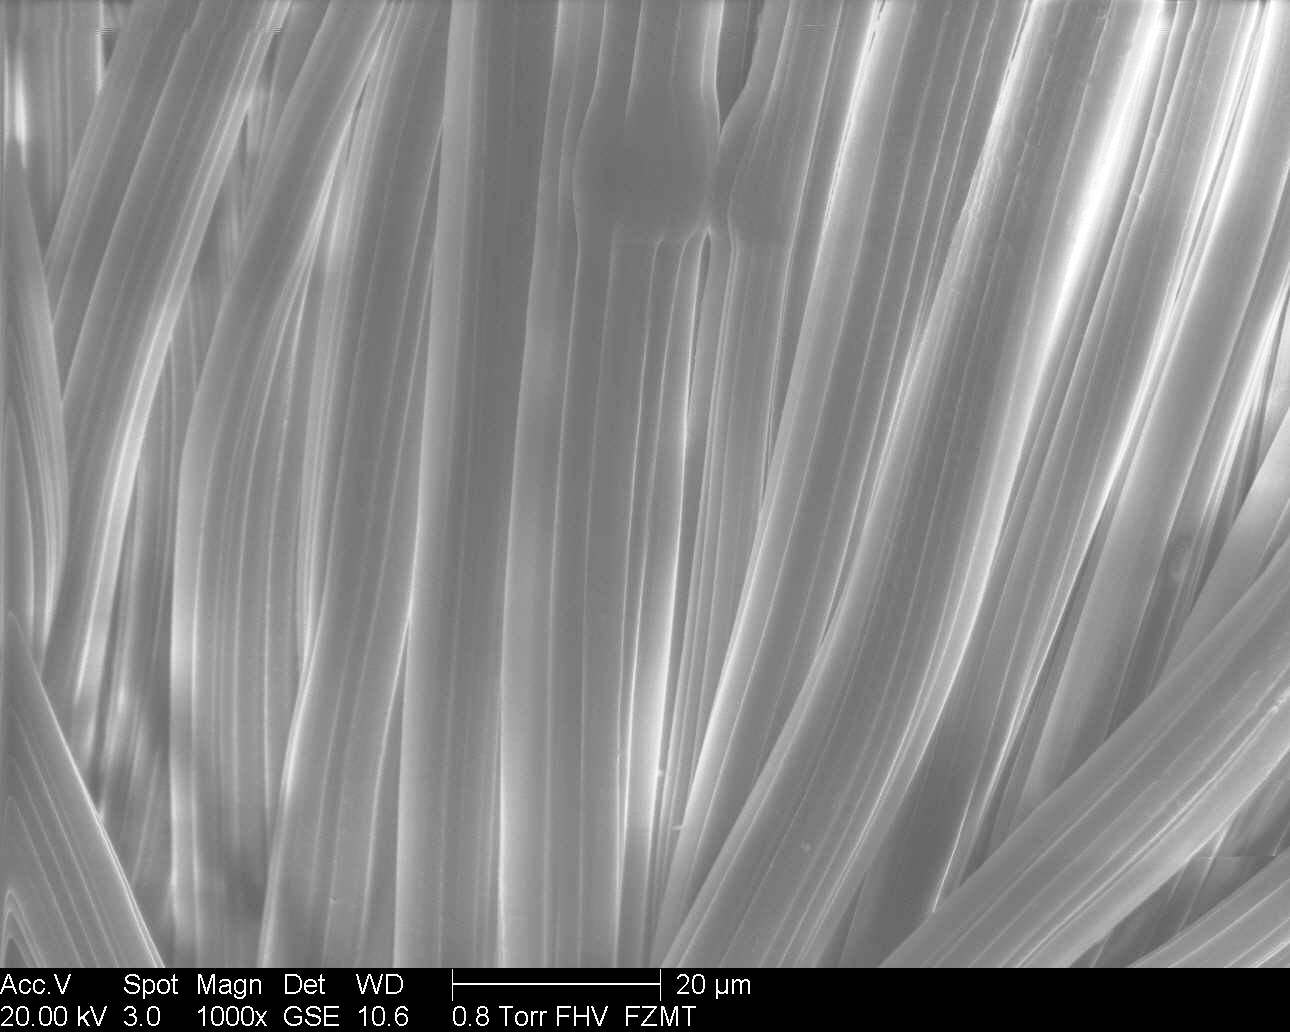 Acc.V Spot Magn Det WD 20 µm
20.00 kV 3.0 1000x GSE 10.6 0.8 Torr FHV FZMT